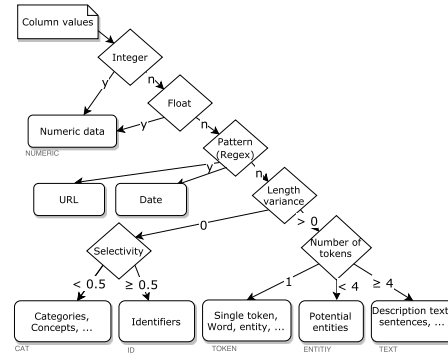 Column values
Integer
y
n
Float
y
n
Numeric data
NUMERIC
Pattern
(Regex)
y
n
URL
Date
Length
variance
0
> 0
Selectivity
Number of
tokens
< 0.5
≥ 0.5
1
< 4
≥ 4
Categories,
Concepts, ...
CAT
Identifiers
ID
Single token,
Word, entity, ...
TOKEN
Potential
entities
ENTITIY
Description text
sentences, ...
TEXT